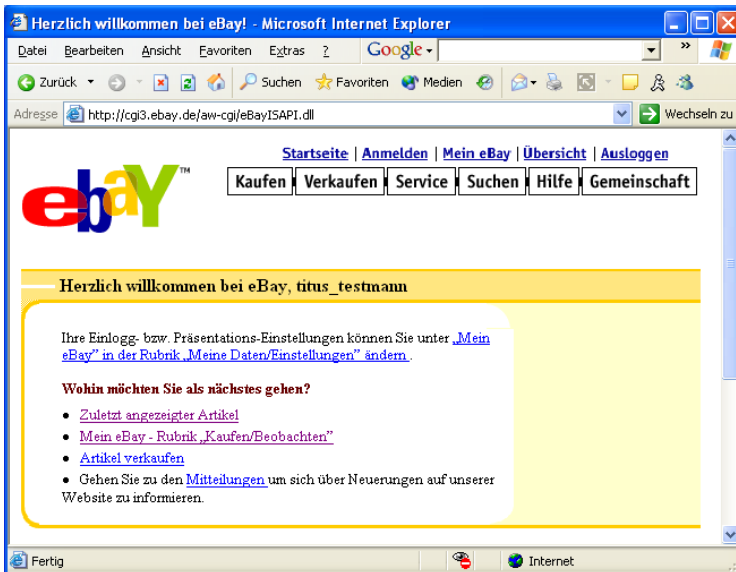 Herzlich willkommen bei eBay! - Microsoft Internet Explorer
Datei Bearbeiten Ansicht Favoriten Extras ? Google »
Zurück Suchen Favoriten Medien
Adresse http://cgi3.ebay.de/aw-cgi/eBayISAPI.dll Wechseln zu
Startseite | Anmelden | Mein eBay | Übersicht | Ausloggen
ebaY™
Kaufen Verkaufen Service Suchen Hilfe Gemeinschaft
Herzlich willkommen bei eBay, titus_testmann
Ihre Einlogg- bzw. Präsentations-Einstellungen können Sie unter „Mein
eBay” in der Rubrik „Meine Daten/Einstellungen” ändern .
Wohin möchten Sie als nächstes gehen?
• Zuletzt angezeigter Artikel
• Mein eBay - Rubrik „Kaufen/Beobachten”
• Artikel verkaufen
• Gehen Sie zu den Mitteilungen um sich über Neuerungen auf unserer
Website zu informieren.
Fertig Internet